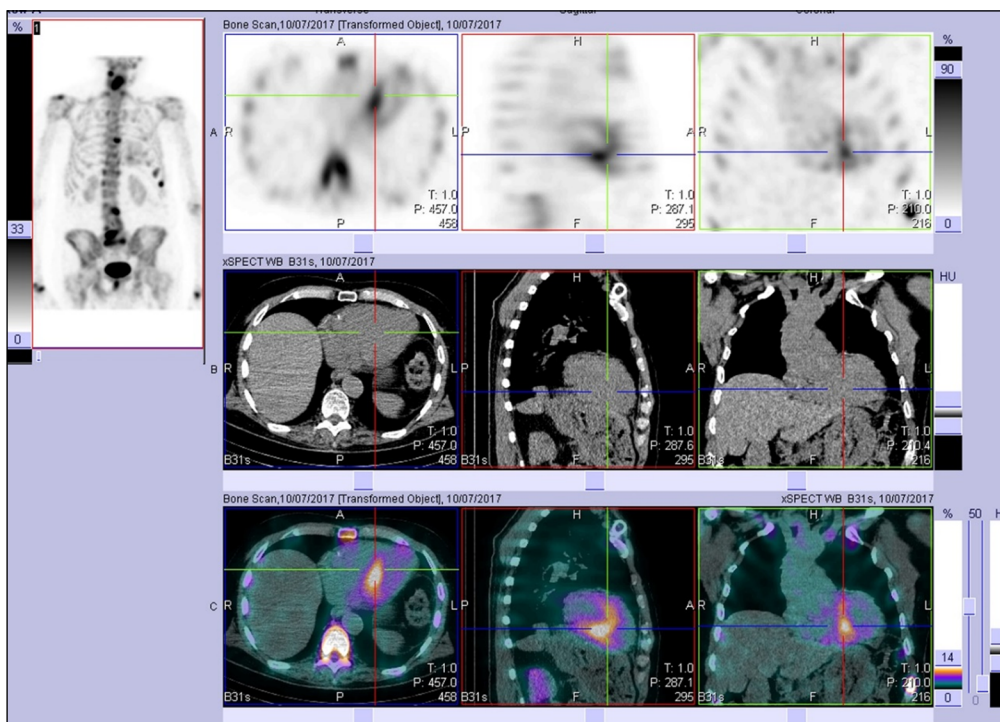 %
1
33
0
Bone Scan,10/07/2017 [Transformed Object], 10/07/2017
A
A
R
L
P
T: 1.0
P: 457.0
458
H
P
A
F
T: 1.0
P: 287.1
295
H
R
L
F
T: 1.0
P: 210.0
216
%
90
0
xSPECT WB B31s, 10/07/2017
B
A
R
L
P
B31s
T: 1.0
P: 457.0
458
H
P
A
F
B31s
T: 1.0
P: 287.6
295
H
R
L
F
B31s
T: 1.0
P: 210.4
216
HU
Bone Scan,10/07/2017 [Transformed Object], 10/07/2017
xSPECT WB B31s, 10/07/2017
C
A
R
L
P
B31s
T: 1.0
P: 457.0
458
H
P
A
F
B31s
T: 1.0
P: 287.1
295
H
R
L
F
B31s
T: 1.0
P: 210.0
216
%
14
0
50
0